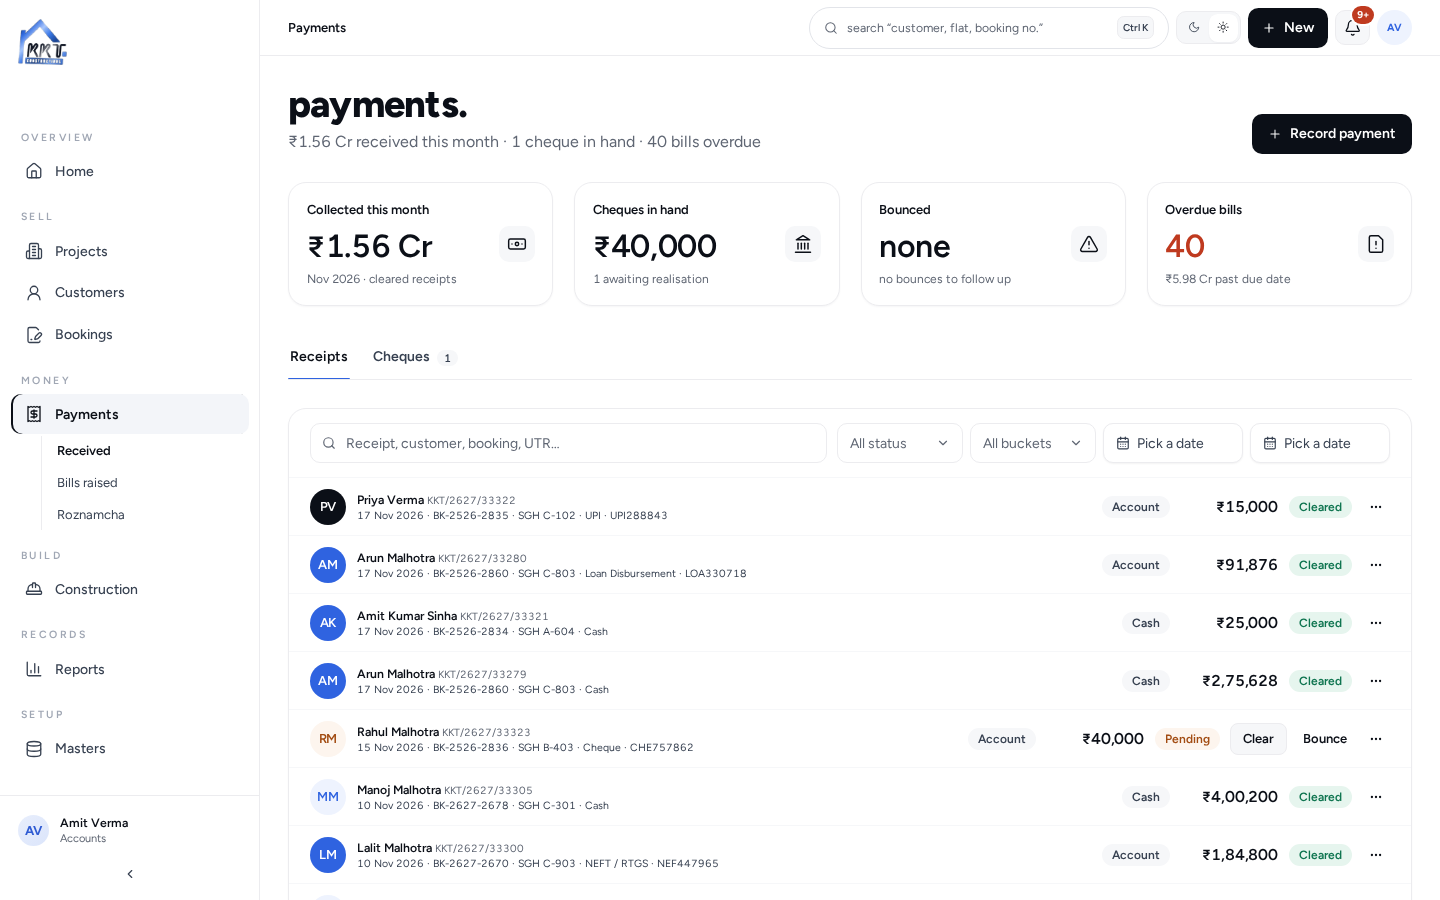 KKT
CONSTRUCTIONS
OVERVIEW
Home
SELL
Projects
Customers
Bookings
MONEY
Payments
Received
Bills raised
Roznamcha
BUILD
Construction
RECORDS
Reports
SETUP
Masters
AV
Amit Verma
Accounts
Payments
search “customer, flat, booking no.”
Ctrl K
New
9+
AV
payments.
₹1.56 Cr received this month · 1 cheque in hand · 40 bills overdue
Record payment
Collected this month
₹1.56 Cr
Nov 2026 · cleared receipts
Cheques in hand
₹40,000
1 awaiting realisation
Bounced
none
no bounces to follow up
Overdue bills
40
₹5.98 Cr past due date
Receipts
Cheques 1
Receipt, customer, booking, UTR...
All status
All buckets
Pick a date
Pick a date
PV
Priya Verma KKT/2627/33322
17 Nov 2026 · BK-2526-2835 · SGH C-102 · UPI · UPI288843
Account ₹15,000 Cleared
AM
Arun Malhotra KKT/2627/33280
17 Nov 2026 · BK-2526-2860 · SGH C-803 · Loan Disbursement · LOA330718
Account ₹91,876 Cleared
AK
Amit Kumar Sinha KKT/2627/33321
17 Nov 2026 · BK-2526-2834 · SGH A-604 · Cash
Cash ₹25,000 Cleared
AM
Arun Malhotra KKT/2627/33279
17 Nov 2026 · BK-2526-2860 · SGH C-803 · Cash
Cash ₹2,75,628 Cleared
RM
Rahul Malhotra KKT/2627/33323
15 Nov 2026 · BK-2526-2836 · SGH B-403 · Cheque · CHE757862
Account ₹40,000 Pending Clear Bounce
MM
Manoj Malhotra KKT/2627/33305
10 Nov 2026 · BK-2627-2678 · SGH C-301 · Cash
Cash ₹4,00,200 Cleared
LM
Lalit Malhotra KKT/2627/33300
10 Nov 2026 · BK-2627-2670 · SGH C-903 · NEFT / RTGS · NEF447965
Account ₹1,84,800 Cleared